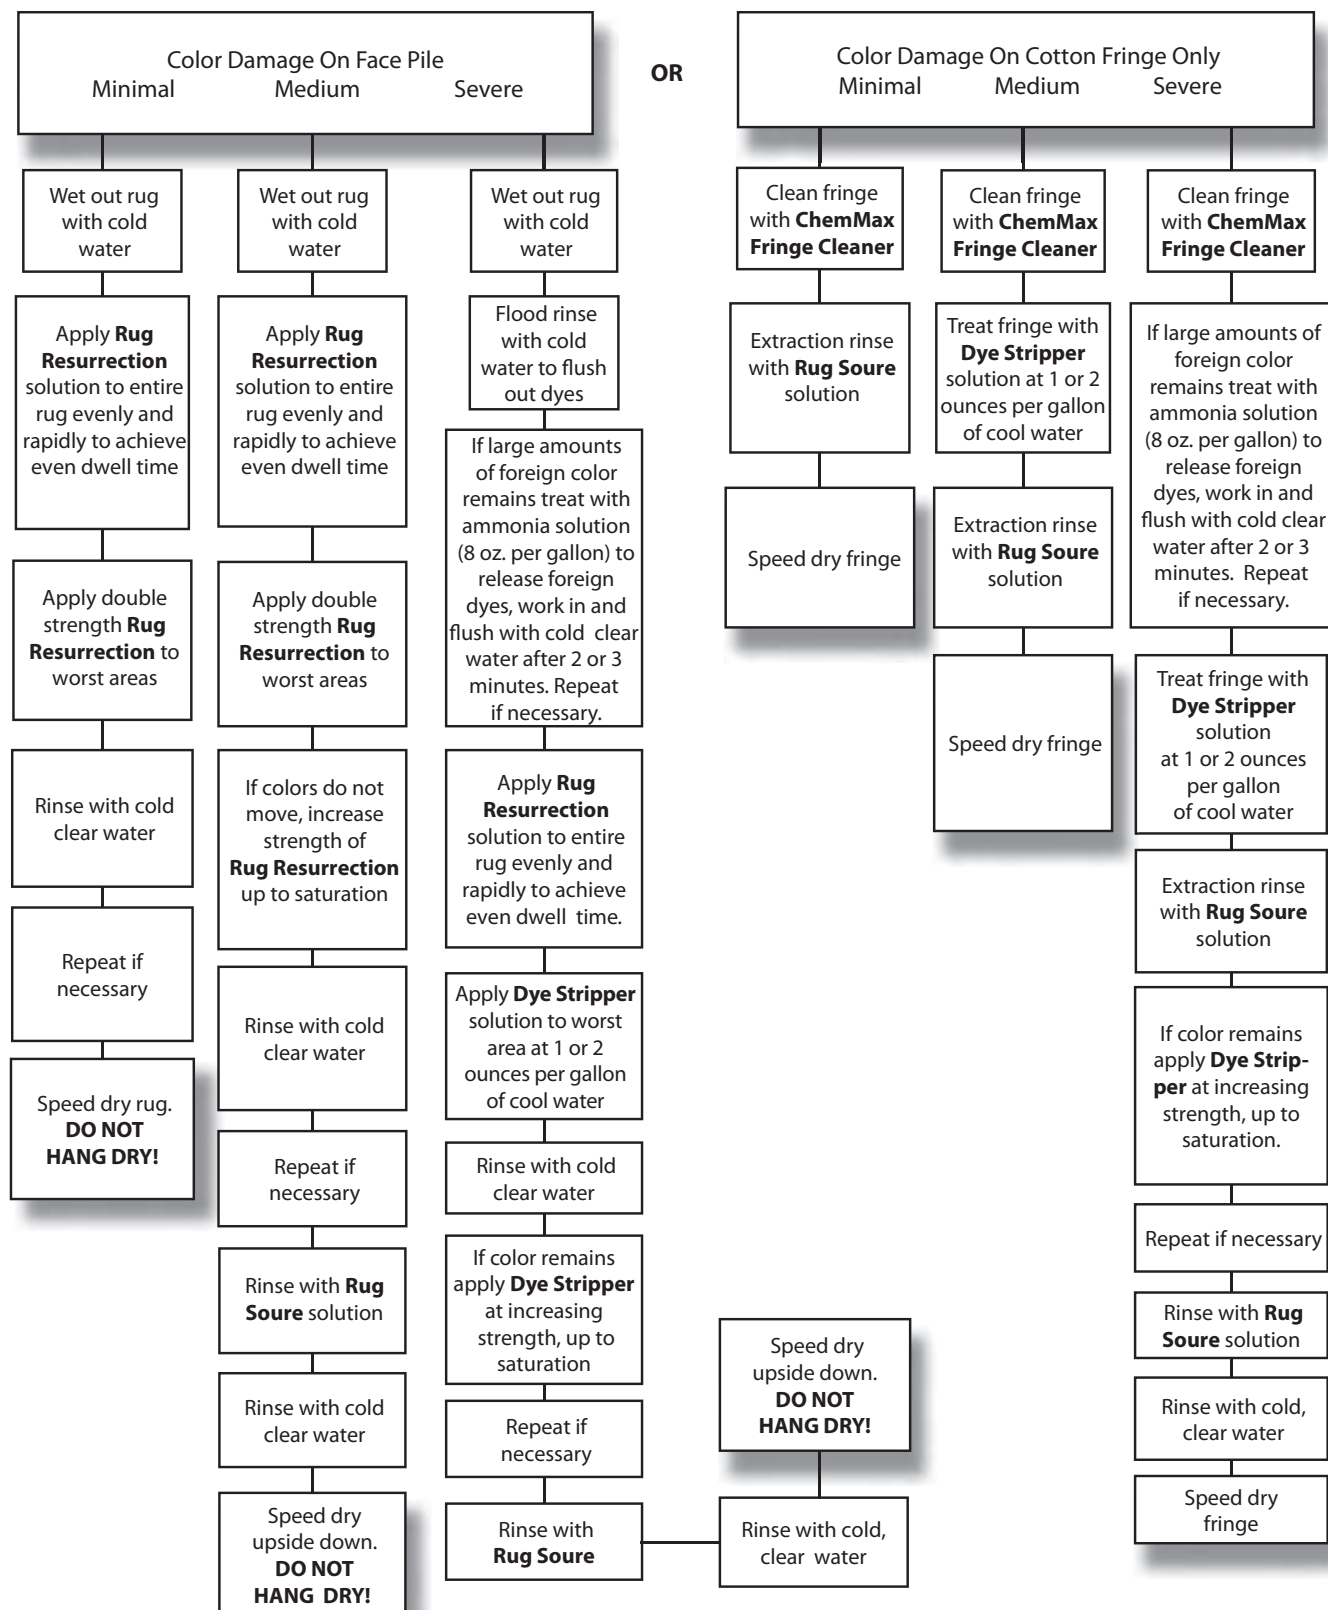 Color Damage On Face Pile
Minimal Medium Severe
OR
Color Damage On Cotton Fringe Only
Minimal Medium Severe
Wet out rug
with cold
water
Apply Rug
Resurrection
solution to entire
rug evenly and
rapidly to achieve
even dwell time
Apply double
strength Rug
Resurrection to
worst areas
Rinse with cold
clear water
Repeat if
necessary
Speed dry rug.
DO NOT
HANG DRY!
Wet out rug
with cold
water
Apply Rug
Resurrection
solution to entire
rug evenly and
rapidly to achieve
even dwell time
Apply double
strength Rug
Resurrection to
worst areas
If colors do not
move, increase
strength of
Rug Resurrection
up to saturation
Rinse with cold
clear water
Repeat if
necessary
Rinse with Rug
Soure solution
Rinse with cold
clear water
Speed dry
upside down.
DO NOT
HANG DRY!
Wet out rug
with cold
water
Flood rinse
with cold
water to flush
out dyes
If large amounts
of foreign color
remains treat with
ammonia solution
(8 oz. per gallon) to
release foreign
dyes, work in and
flush with cold clear
water after 2 or 3
minutes. Repeat
if necessary.
Apply Rug
Resurrection
solution to entire
rug evenly and
rapidly to achieve
even dwell time.
Apply Dye Stripper
solution to worst
area at 1 or 2
ounces per gallon
of cool water
Rinse with cold
clear water
If color remains
apply Dye Stripper
at increasing
strength, up to
saturation
Repeat if
necessary
Rinse with
Rug Soure
Rinse with cold,
clear water
Speed dry
upside down.
DO NOT
HANG DRY!
Clean fringe
with ChemMax
Fringe Cleaner
Extraction rinse
with Rug Soure
solution
Speed dry fringe
Clean fringe
with ChemMax
Fringe Cleaner
Treat fringe with
Dye Stripper
solution at 1 or 2
ounces per gallon
of cool water
Extraction rinse
with Rug Soure
solution
Speed dry fringe
Clean fringe
with ChemMax
Fringe Cleaner
If large amounts of
foreign color
remains treat with
ammonia solution
(8 oz. per gallon) to
release foreign
dyes, work in and
flush with cold clear
water after 2 or 3
minutes. Repeat
if necessary.
Treat fringe with
Dye Stripper
solution
at 1 or 2 ounces
per gallon
of cool water
Extraction rinse
with Rug Soure
solution
If color remains
apply Dye Strip-
per at increasing
strength, up to
saturation.
Repeat if necessary
Rinse with Rug
Soure solution
Rinse with cold,
clear water
Speed dry
fringe